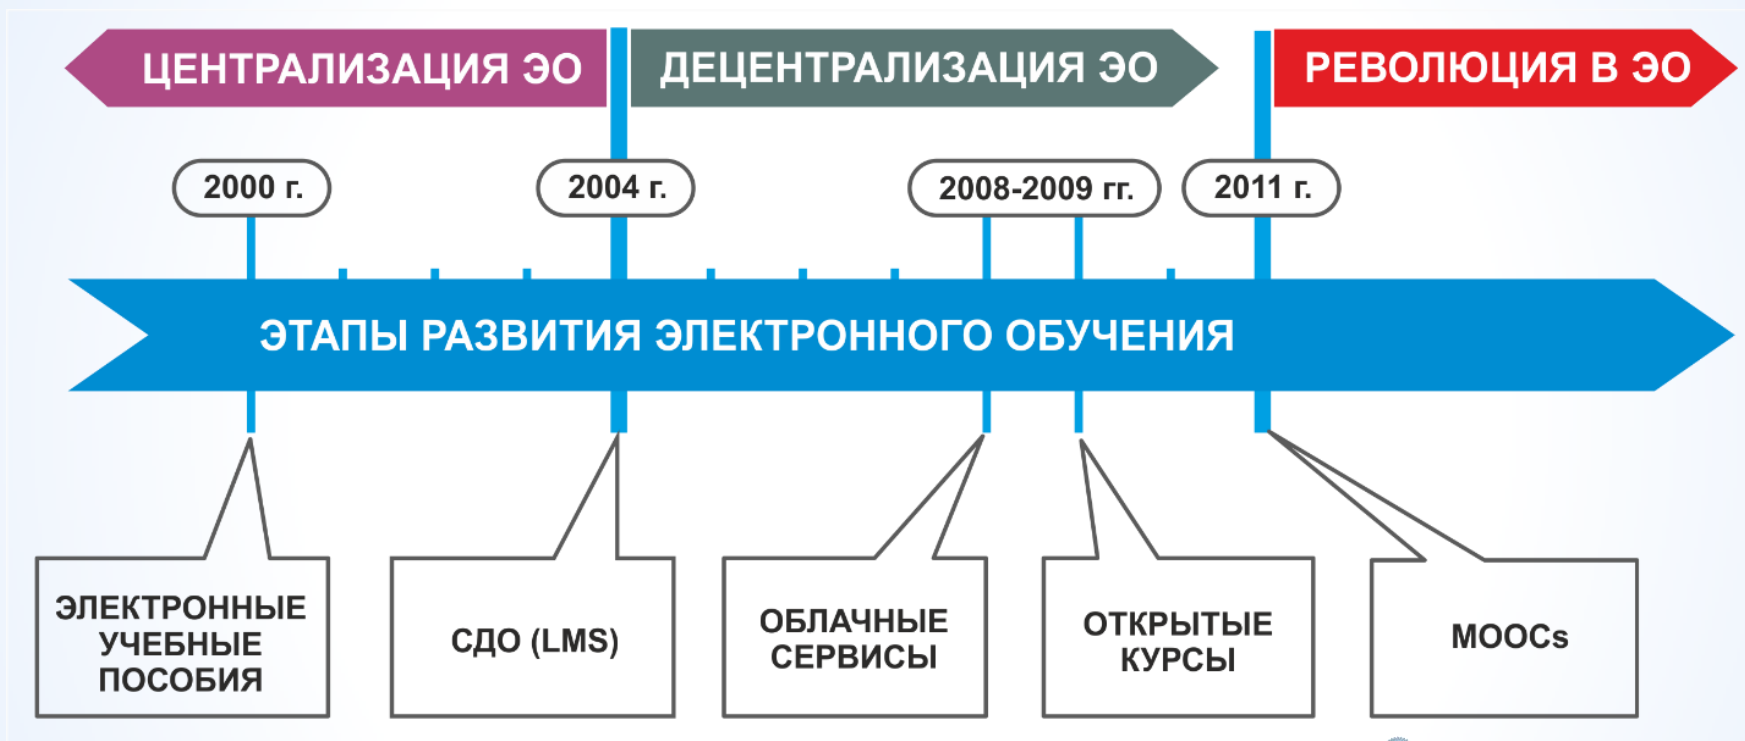 ЦЕНТРАЛИЗАЦИЯ ЭО
ДЕЦЕНТРАЛИЗАЦИЯ ЭО
РЕВОЛЮЦИЯ В ЭО
2000 г.
2004 г.
2008-2009 гг.
2011 г.
ЭТАПЫ РАЗВИТИЯ ЭЛЕКТРОННОГО ОБУЧЕНИЯ
ЭЛЕКТРОННЫЕ
УЧЕБНЫЕ
ПОСОБИЯ
СДО (LMS)
ОБЛАЧНЫЕ
СЕРВИСЫ
ОТКРЫТЫЕ
КУРСЫ
MOOCs